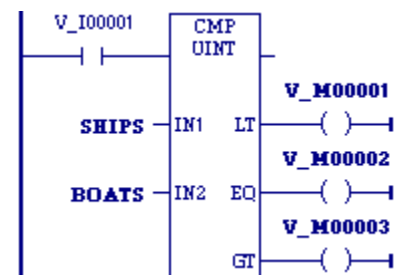 V_I00001
CMP
UINT
V_M00001
SHIPS IN1 LT
V_M00002
BOATS IN2 EQ
V_M00003
GT